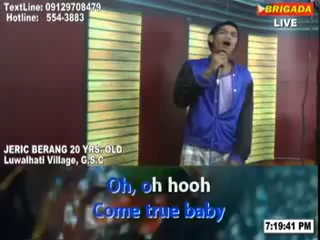 TextLine: 09129708479
Hotline: 554-3883
BRIGADA
LIVE
JERIC BERANG 20 YRS. OLD
Luwalhati Village, G.S.C
Oh, oh hooh
Come true baby
7:19:41 PM